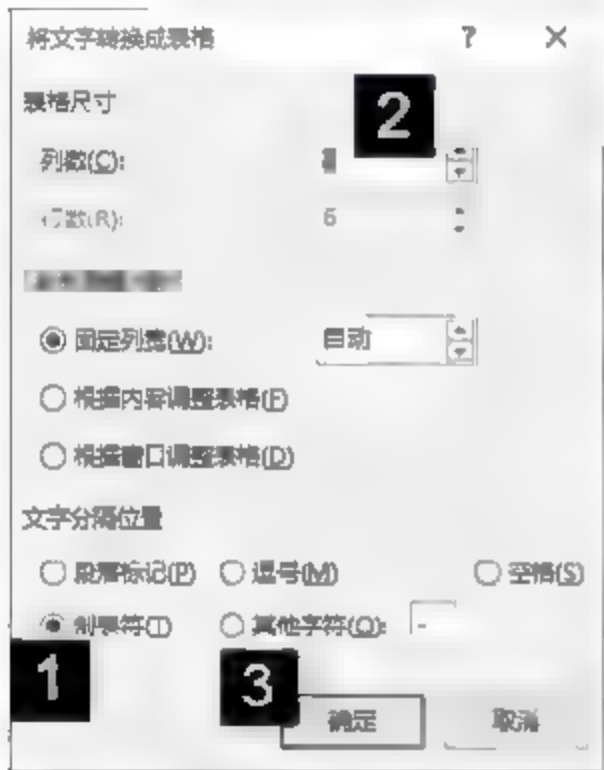 将文字转换成表格 ? ×
表格尺寸
2
列数(C):
行数(R): 6
固定列宽(W): 自动
根据内容调整表格(F)
根据窗口调整表格(D)
文字分隔位置
段落标记(P) 逗号(M) 空格(S)
制表符(T) 其他字符(O): -
1 3
确定 取消